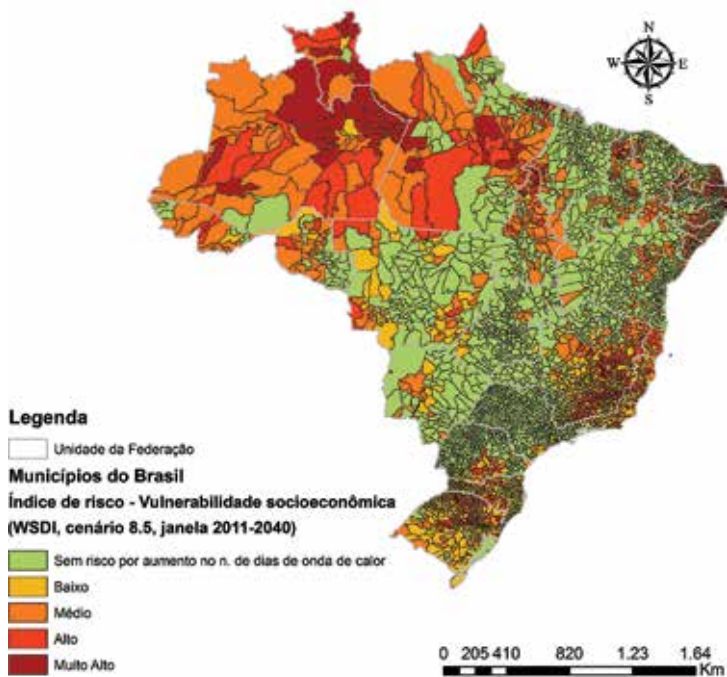 N
W E
S
Legenda
Unidade da Federação
Municípios do Brasil
Índice de risco - Vulnerabilidade socioeconômica
(WSDI, cenário 8.5, janela 2011-2040)
Sem risco por aumento no n. de dias de onda de calor
Baixo
Médio
Alto
Muito Alto
0 205 410 820 1.23 1.64
Km